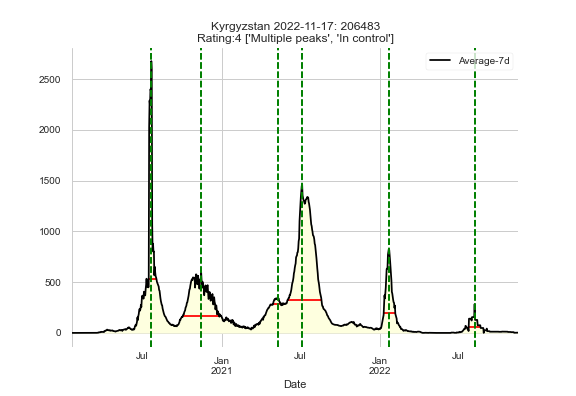 Kyrgyzstan 2022-11-17: 206483
Rating:4 ['Multiple peaks', 'In control']
Average-7d
2500
2000
1500
1000
500
0
Jul
Jan
2021
Jul
Jan
2022
Jul
Date